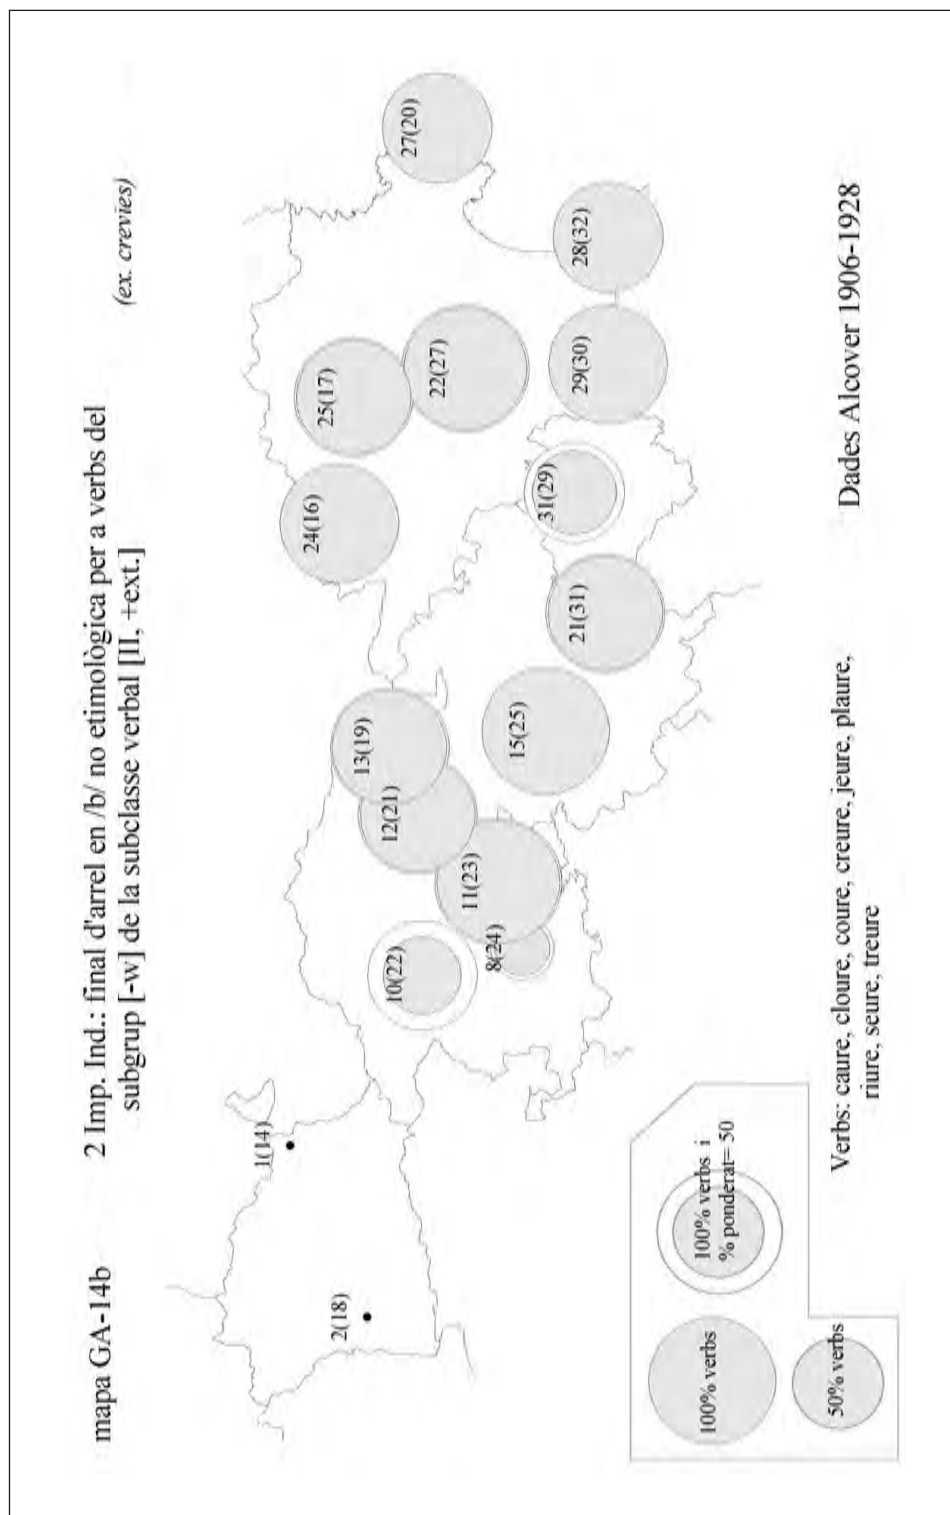 mapa GA-14b
2 Imp. Ind.: final d'arrel en /b/ no etimològica per a verbs del
subgrup [-w] de la subclasse verbal [II, +ext.]
(ex. crevies)
1(14)
2(18)
10(22)
8(24)
11(23)
12(21)
13(19)
15(25)
21(31)
24(16)
25(17)
22(27)
31(29)
29(30)
28(32)
27(20)
100% verbs
50% verbs
100% verbs i
% ponderat= 50
Verbs: caure, cloure, coure, creure, jeure, plaure,
riure, seure, treure
Dades Alcover 1906-1928